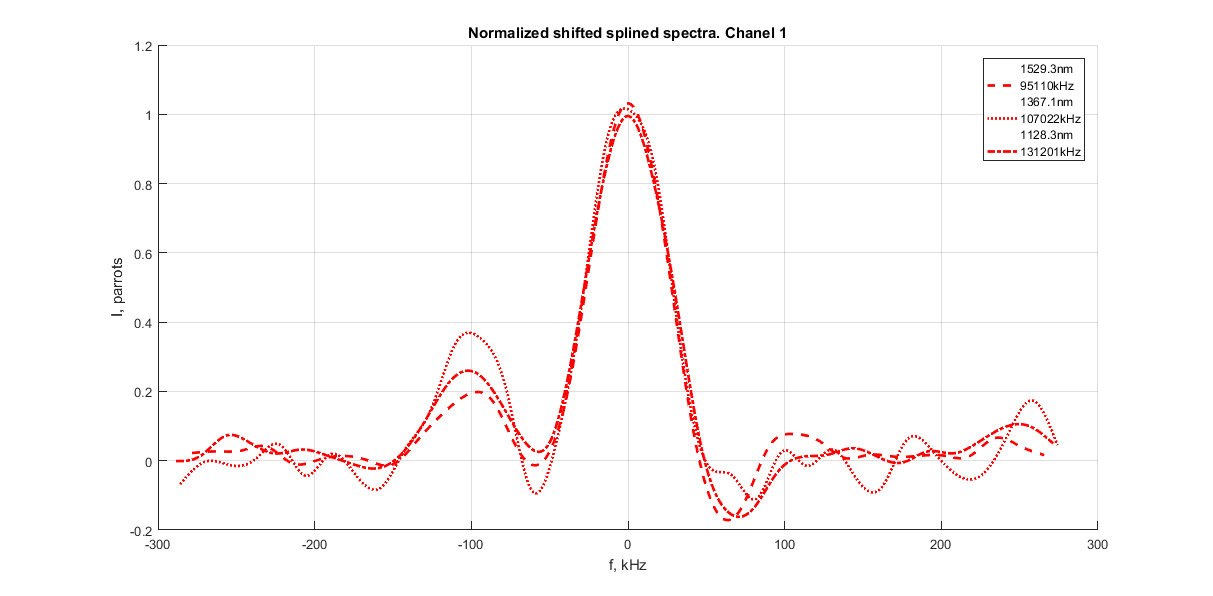 Normalized shifted splined spectra. Chanel 1
1529.3nm
95110kHz
1367.1nm
107022kHz
1128.3nm
131201kHz
I, parrots
1.2
1
0.8
0.6
0.4
0.2
0
-0.2
-300
-200
-100
0
100
200
300
f, kHz